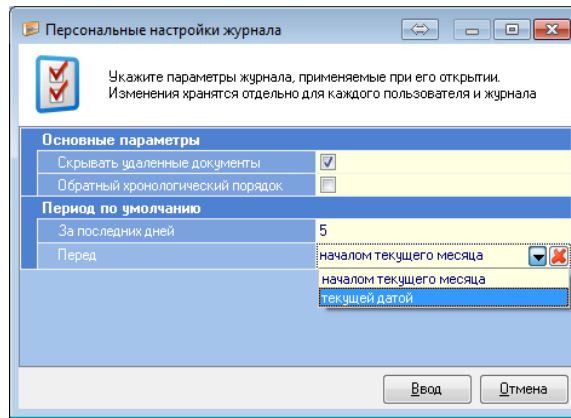 Персональные настройки журнала
Укажите параметры журнала, применяемые при его открытии.
Изменения хранятся отдельно для каждого пользователя и журнала
Основные параметры
Скрывать удаленные документы
Обратный хронологический порядок
Период по умолчанию
За последних дней 5
Перед началом текущего месяца
началом текущего месяца
текущей датой
Ввод Отмена